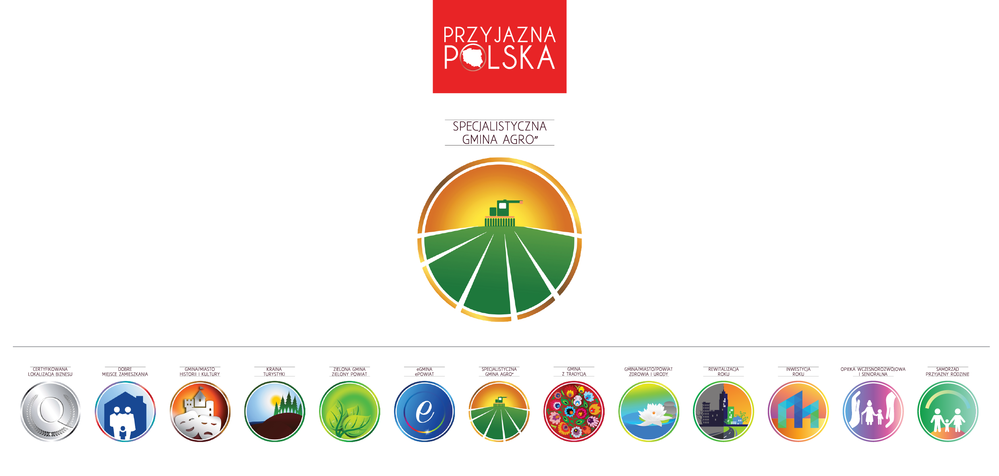 PRZYJAZNA
POLSKA
SPECJALISTYCZNA
GMINA AGRO"
CERTYFIKOWANA
LOKALIZACJA BIZNESU
Q
DOBRE
MIEJSCE ZAMIESZKANIA
GMINA/MIASTO
HISTORII I KULTURY
KRAINA
TURYSTYKI
ZIELONA GMINA
ZIELONY POWIAT
eGMINA
ePOWIAT
e
SPECJALISTYCZNA
GMINA AGRO"
GMINA
Z TRADYCJĄ
GMINA/MIASTO/POWIAT
ZDROWIA I URODY
REWITALIZACJA
ROKU
INWESTYCJA
ROKU
OPIEKA WCZESNOROZWOJOWA
I SENIORALNA
SAMORZĄD
PRZYJAZNY RODZINIE